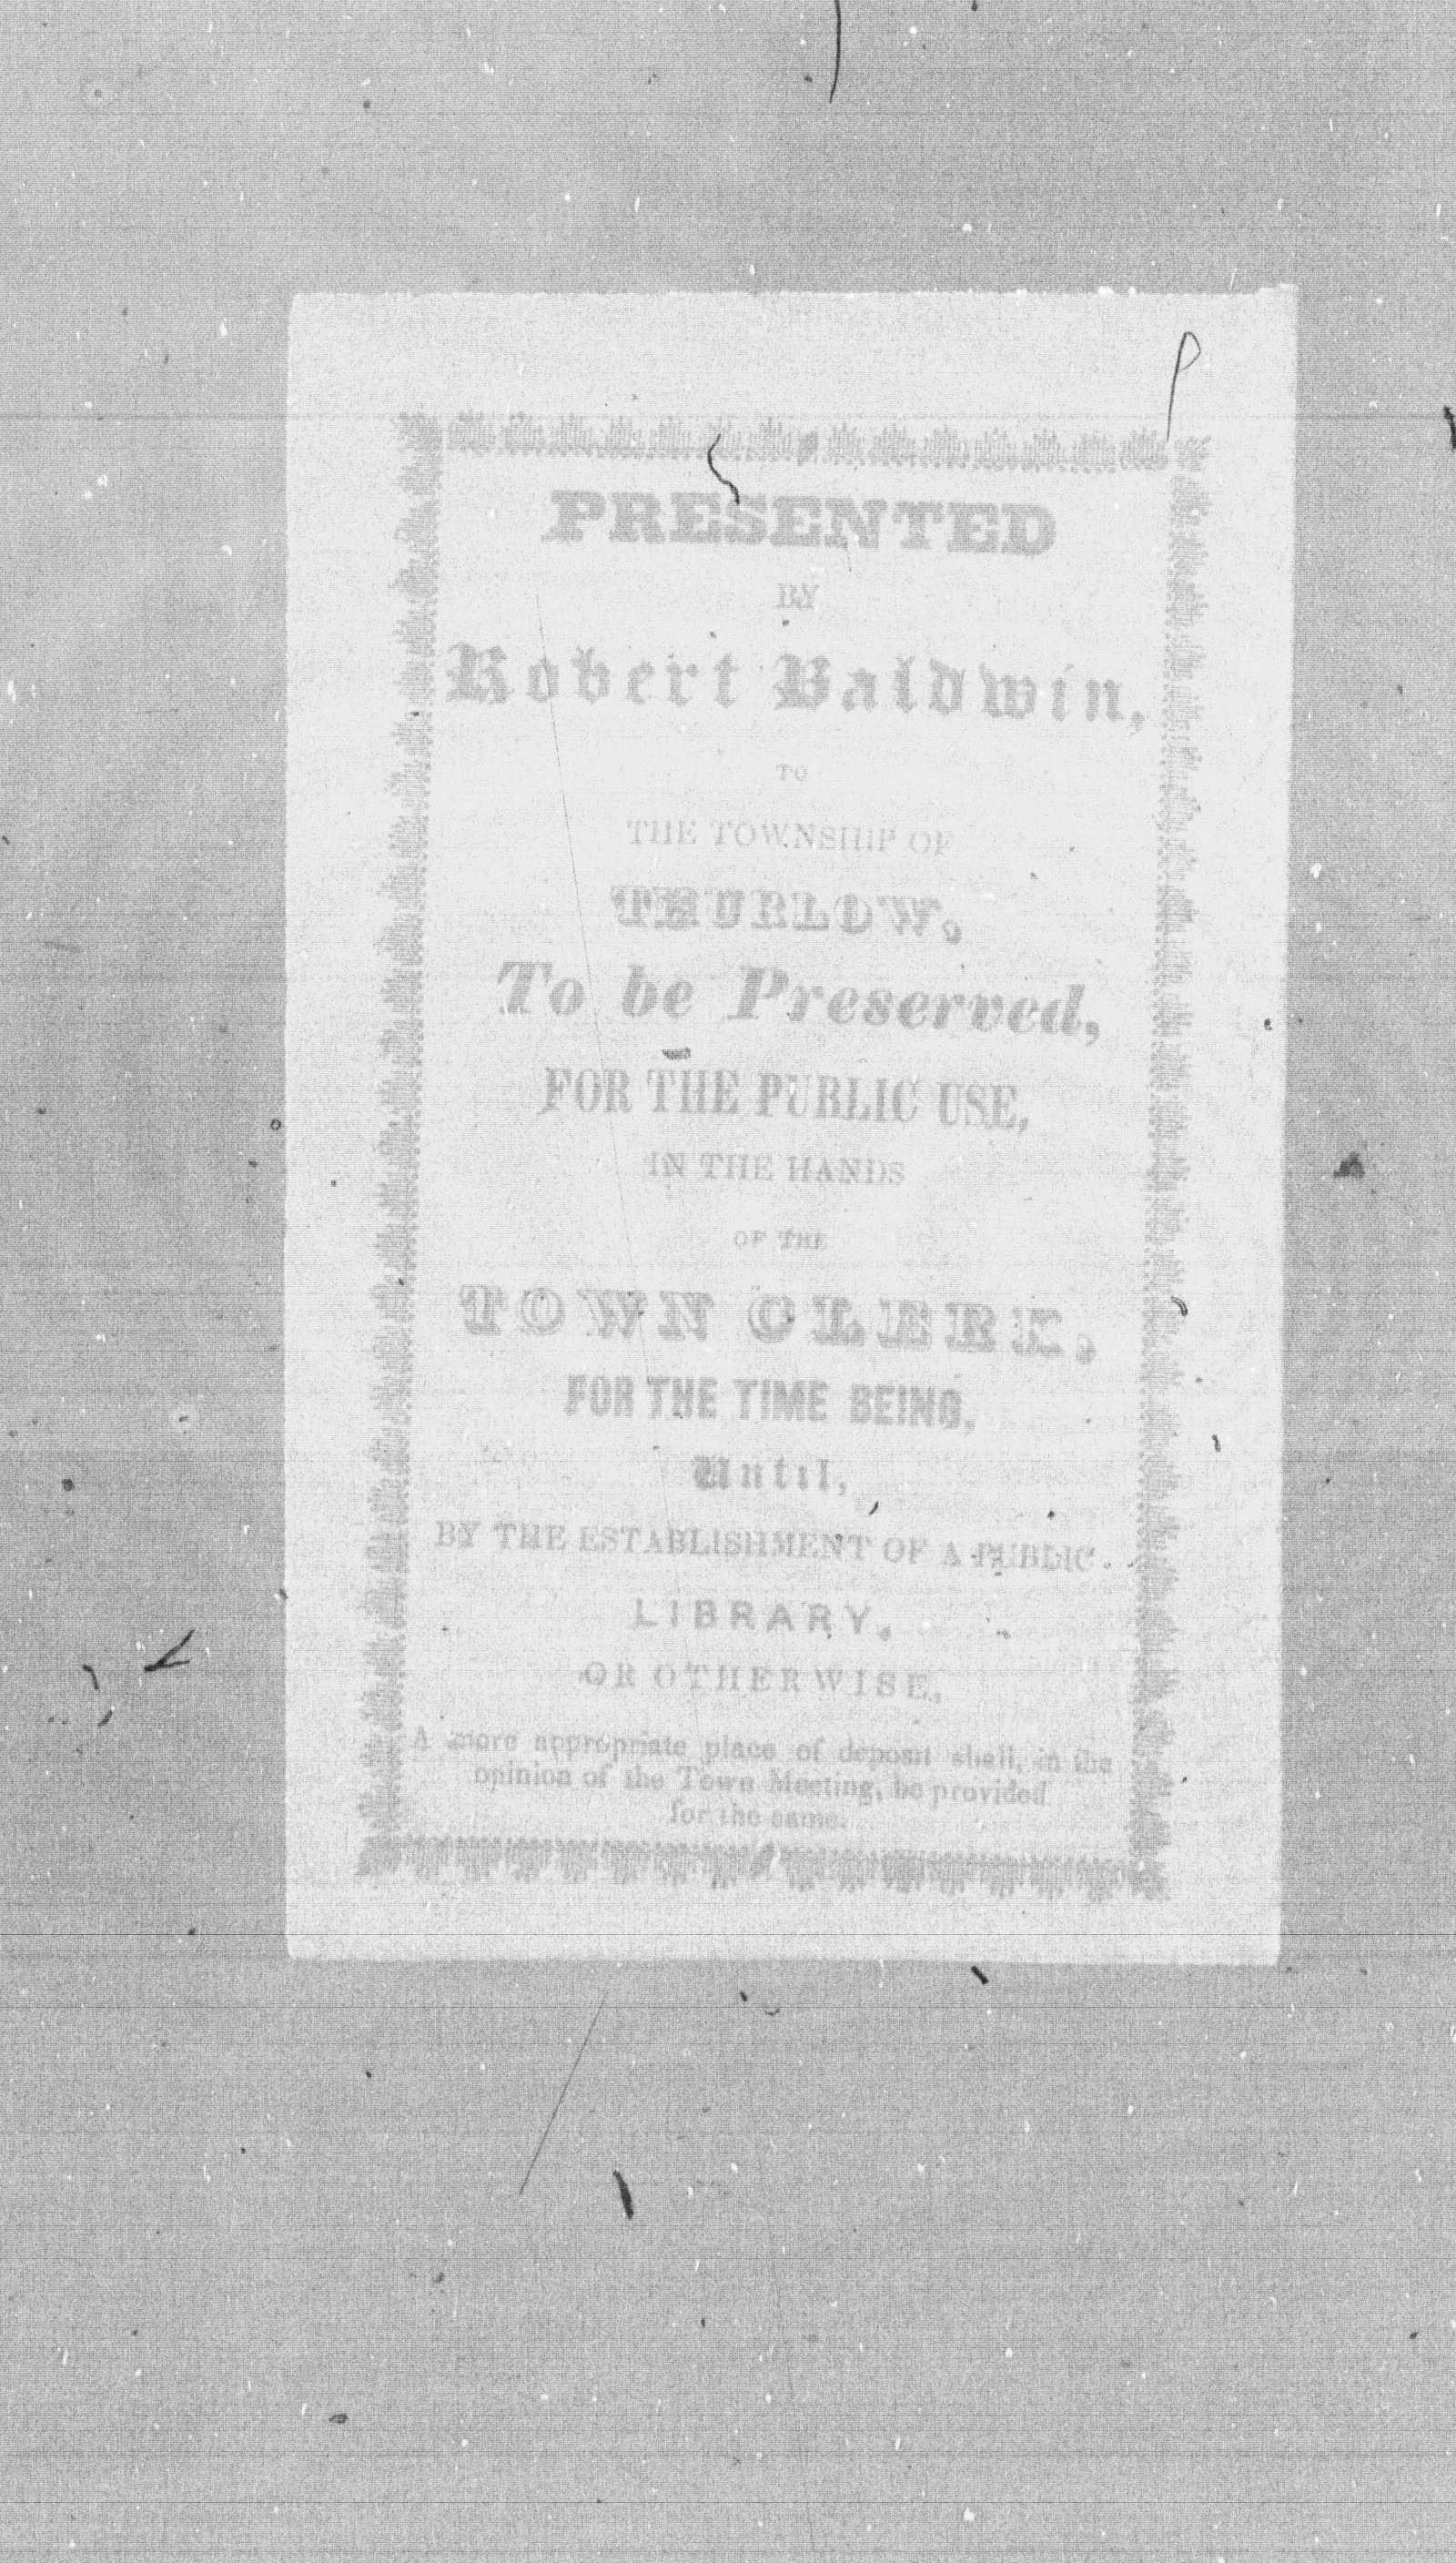 PRESENTED
BY
Robert Baldwin,
TO
THE TOWNSHIP OF
THURLOW.
To be Preserved,
FOR THE PUBLIC USE,
IN THE HANDS
OF THE
TOWN CLERK,
FOR THE TIME BEING,
Until,
BY THE ESTABLISHMENT OF A PUBLIC
LIBRARY.
OR OTHERWISE,
A more appropriate place of deposit shall, in the
opinion of the Town Meeting, be provided
for the same.